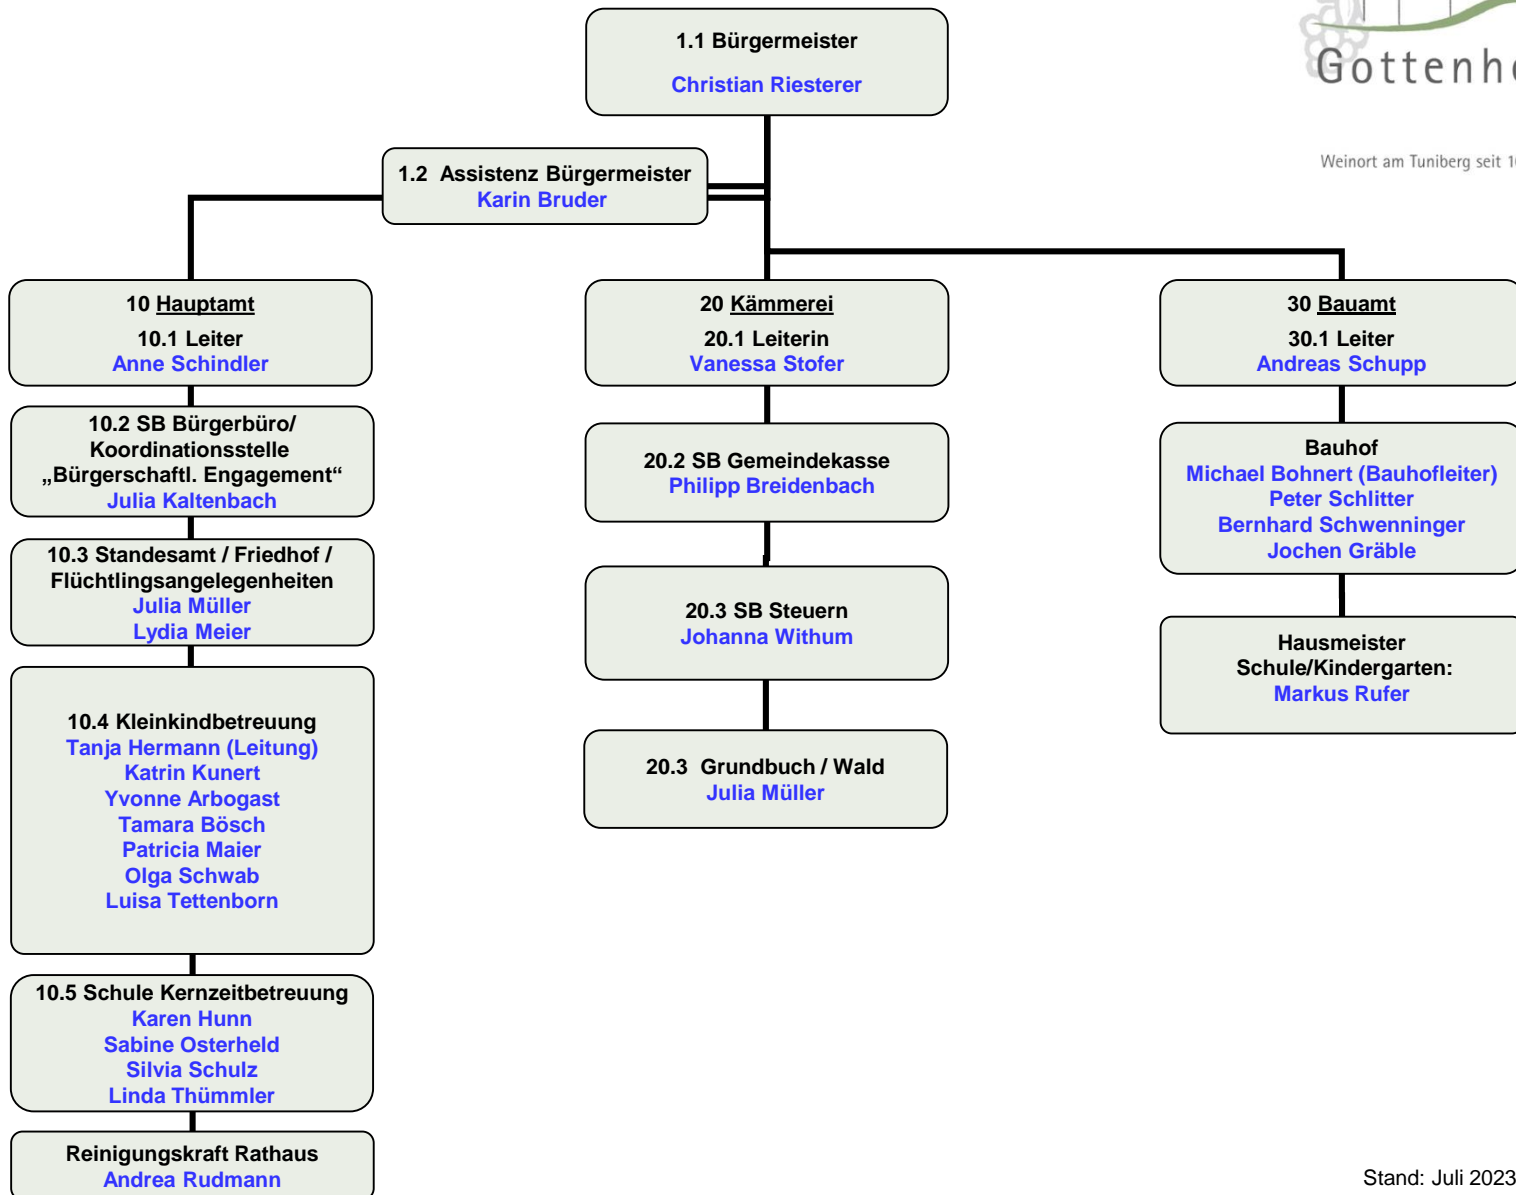 1.1 Bürgermeister
Christian Riesterer
Weinort am Tuniberg seit
1.2 Assistenz Bürgermeister
Karin Bruder
10 Hauptamt
10.1 Leiter
Anne Schindler
10.2 SB Bürgerbüro/
Koordinationsstelle
„Bürgerschaftl. Engagement“
Julia Kaltenbach
10.3 Standesamt / Friedhof /
Flüchtlingsangelegenheiten
Julia Müller
Lydia Meier
10.4 Kleinkindbetreuung
Tanja Hermann (Leitung)
Katrin Kunert
Yvonne Arbogast
Tamara Bösch
Patricia Maier
Olga Schwab
Luisa Tettenborn
10.5 Schule Kernzeitbetreuung
Karen Hunn
Sabine Osterheld
Silvia Schulz
Linda Thümmler
Reinigungskraft Rathaus
Andrea Rudmann
20 Kämmerei
20.1 Leiterin
Vanessa Stofer
20.2 SB Gemeindekasse
Philipp Breidenbach
20.3 SB Steuern
Johanna Withum
20.3 Grundbuch / Wald
Julia Müller
30 Bauamt
30.1 Leiter
Andreas Schupp
Bauhof
Michael Bohnert (Bauhofleiter)
Peter Schlitter
Bernhard Schwenninger
Jochen Gräble
Hausmeister
Schule/Kindergarten:
Markus Rufer
Stand: Juli 2023